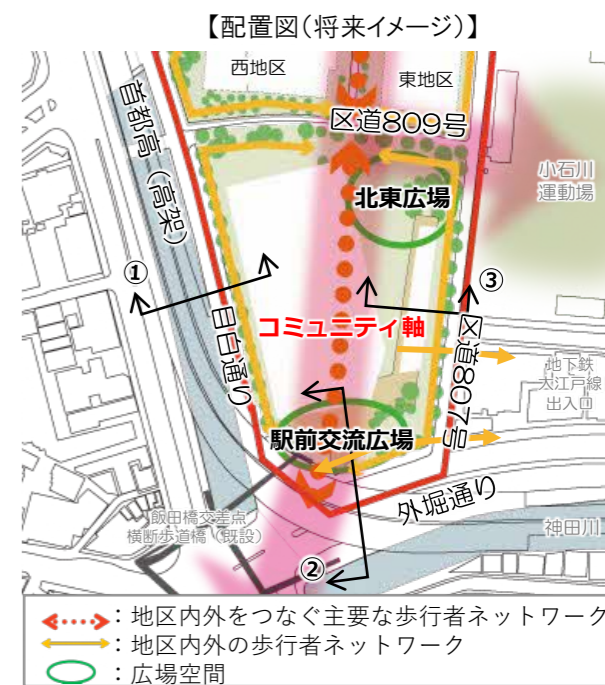 【配置図(将来イメージ)】
西地区
東地区
首都高(高架)
区道809号
小石川
運動場
北東広場
①
③
コミュニティ軸
目白通り
区道807号
地下鉄
大江戸線
出入口
駅前交流広場
外堀通り
飯田橋交差点
横断歩道橋(既設)
神田川
②
:地区内外をつなぐ主要な歩行者ネットワーク
:地区内外の歩行者ネットワーク
:広場空間